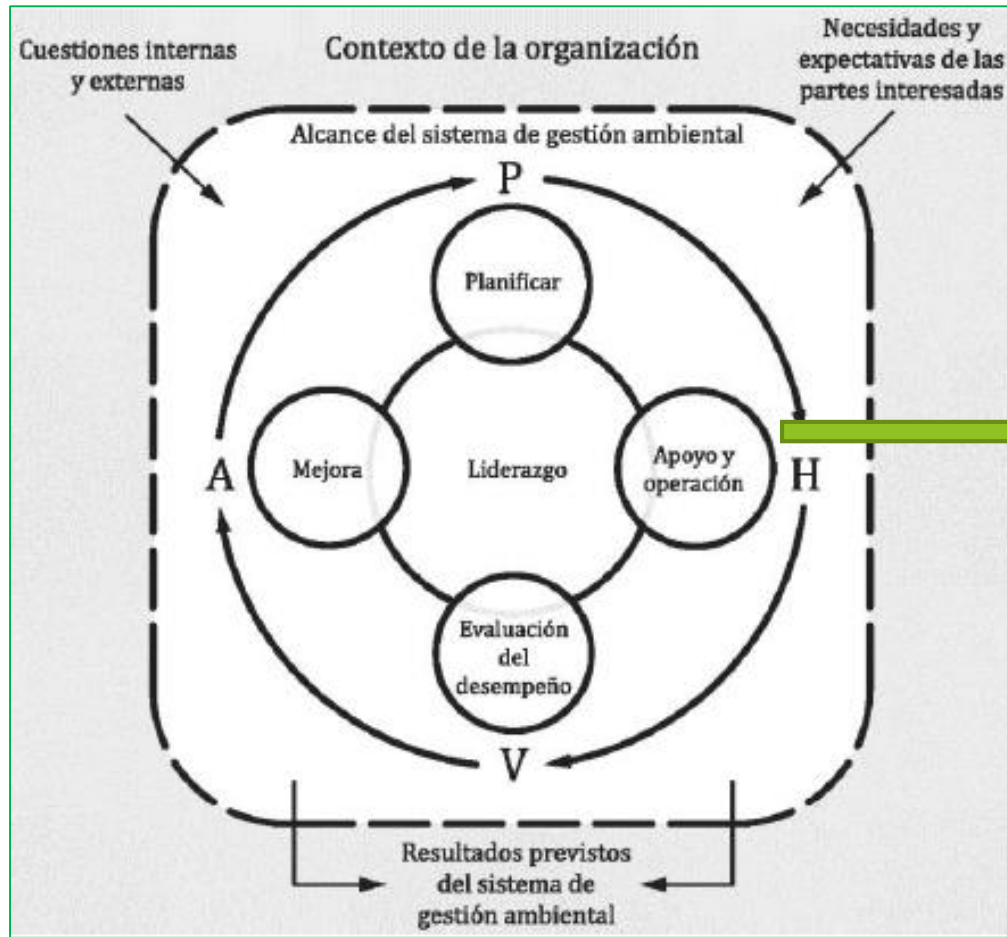 Cuestiones internas
y externas
Contexto de la organización
Necesidades y
expectativas de las
partes interesadas
Alcance del sistema de gestión ambiental
P
Planificar
A
Mejora
Liderazgo
Apoyo y
operación
H
Evaluación
del
desempeño
V
Resultados previstos
del sistema de
gestión ambiental